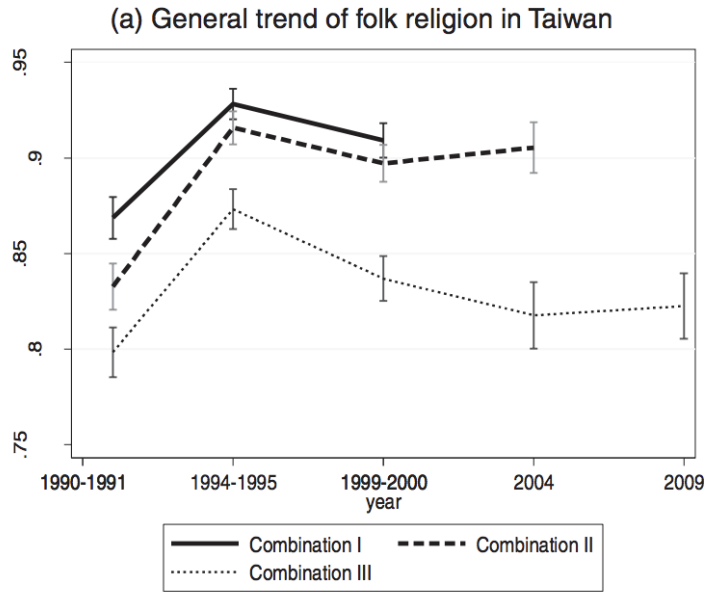 (a) General trend of folk religion in Taiwan
.95
.9
.85
.8
.75
1990-1991 1994-1995 1999-2000 2004 2009
year
Combination I Combination II
Combination III